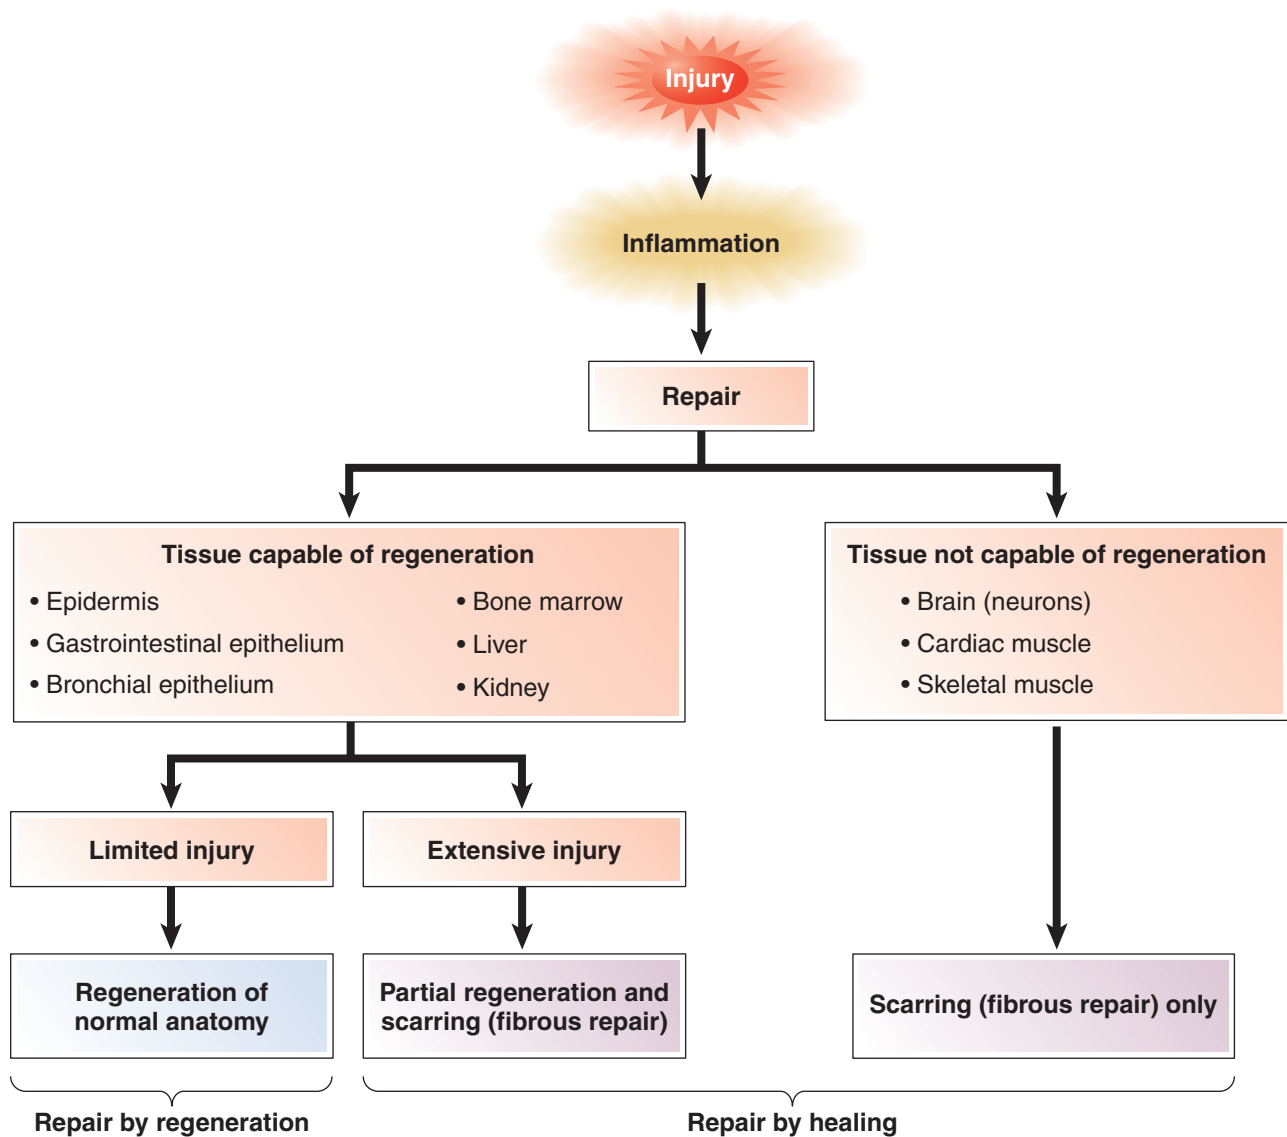 Injury
Inflammation
Repair
Tissue capable of regeneration
• Epidermis
• Gastrointestinal epithelium
• Bronchial epithelium
• Bone marrow
• Liver
• Kidney
Tissue not capable of regeneration
• Brain (neurons)
• Cardiac muscle
• Skeletal muscle
Limited injury
Extensive injury
Regeneration of
normal anatomy
Partial regeneration and
scarring (fibrous repair)
Scarring (fibrous repair) only
Repair by regeneration
Repair by healing